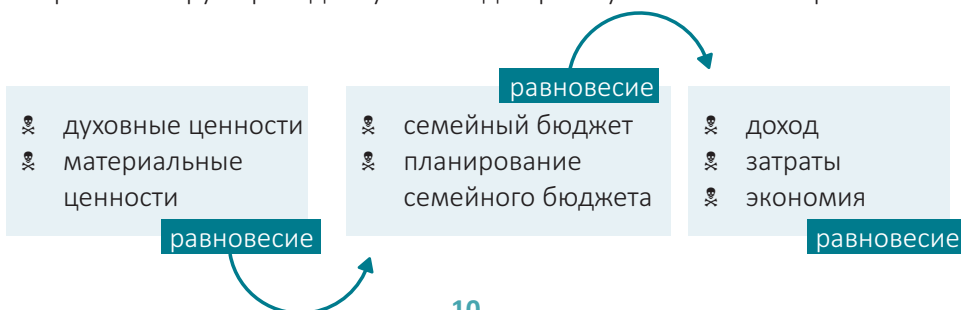 равновесие
духовные ценности
материальные
ценности
равновесие
семейный бюджет
планирование
семейного бюджета
доход
затраты
экономия
равновесие
10